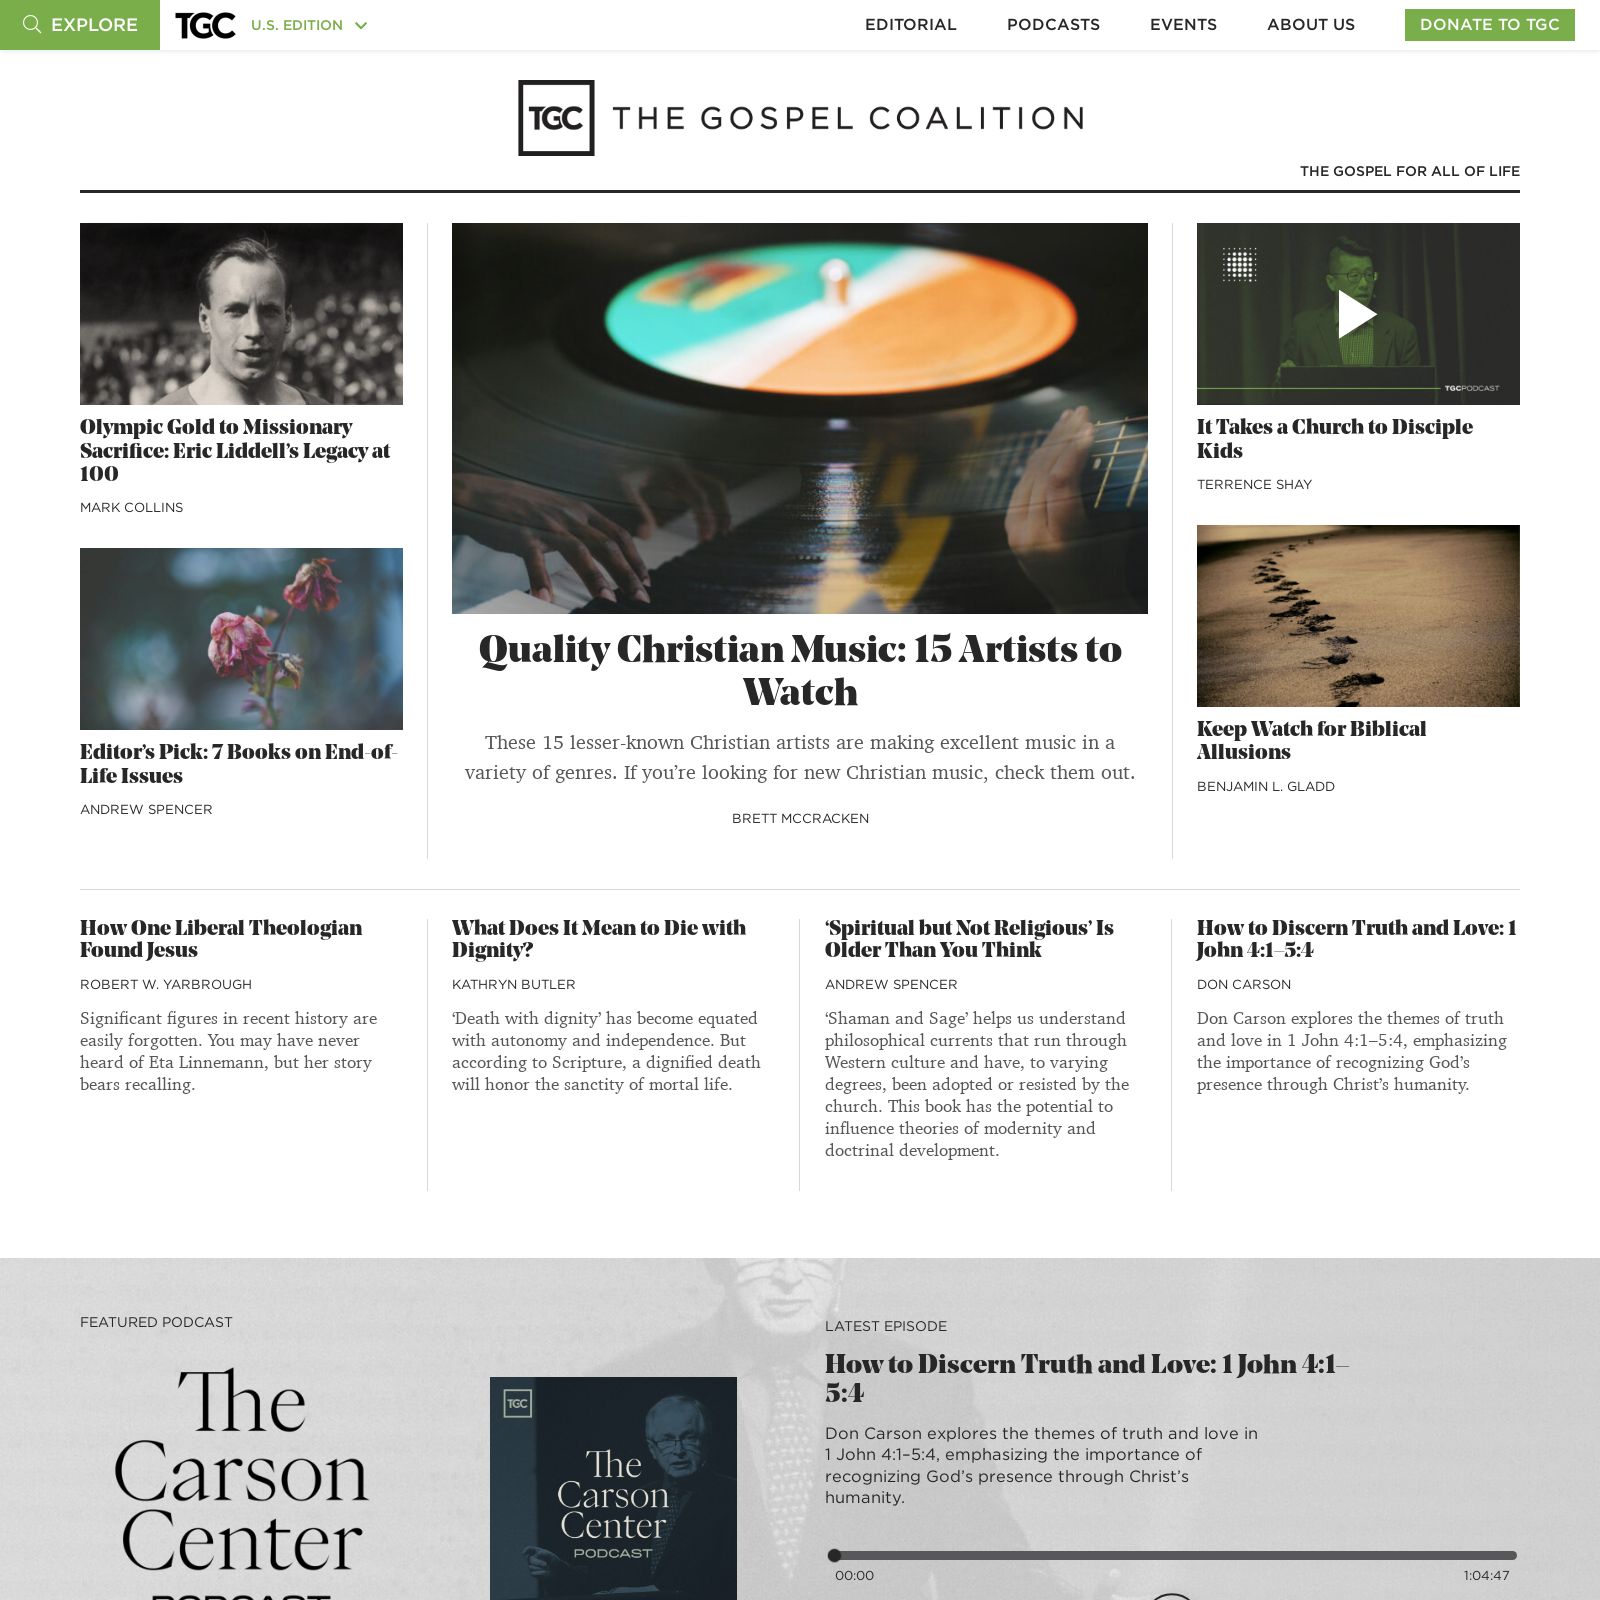 EXPLORE
TGC
U.S. EDITION
EDITORIAL
PODCASTS
EVENTS
ABOUT US
DONATE TO TGC
TGC THE GOSPEL COALITION
THE GOSPEL FOR ALL OF LIFE
Olympic Gold to Missionary
Sacrifice: Eric Liddell’s Legacy at
100
MARK COLLINS
Editor’s Pick: 7 Books on End-of-
Life Issues
ANDREW SPENCER
Quality Christian Music: 15 Artists to
Watch
These 15 lesser-known Christian artists are making excellent music in a
variety of genres. If you’re looking for new Christian music, check them out.
BRETT MCCRACKEN
TGCPODCAST
It Takes a Church to Disciple
Kids
TERRENCE SHAY
Keep Watch for Biblical
Allusions
BENJAMIN L. GLADD
How One Liberal Theologian
Found Jesus
ROBERT W. YARBROUGH
Significant figures in recent history are
easily forgotten. You may have never
heard of Eta Linnemann, but her story
bears recalling.
What Does It Mean to Die with
Dignity?
KATHRYN BUTLER
‘Death with dignity’ has become equated
with autonomy and independence. But
according to Scripture, a dignified death
will honor the sanctity of mortal life.
‘Spiritual but Not Religious’ Is
Older Than You Think
ANDREW SPENCER
‘Shaman and Sage’ helps us understand
philosophical currents that run through
Western culture and have, to varying
degrees, been adopted or resisted by the
church. This book has the potential to
influence theories of modernity and
doctrinal development.
How to Discern Truth and Love: 1
John 4:1–5:4
DON CARSON
Don Carson explores the themes of truth
and love in 1 John 4:1–5:4, emphasizing
the importance of recognizing God’s
presence through Christ’s humanity.
FEATURED PODCAST
The
Carson
Center
PODCAST
TGC
The
Carson
Center
PODCAST
LATEST EPISODE
How to Discern Truth and Love: 1 John 4:1–
5:4
Don Carson explores the themes of truth and love in
1 John 4:1–5:4, emphasizing the importance of
recognizing God’s presence through Christ’s
humanity.
00:00
1:04:47